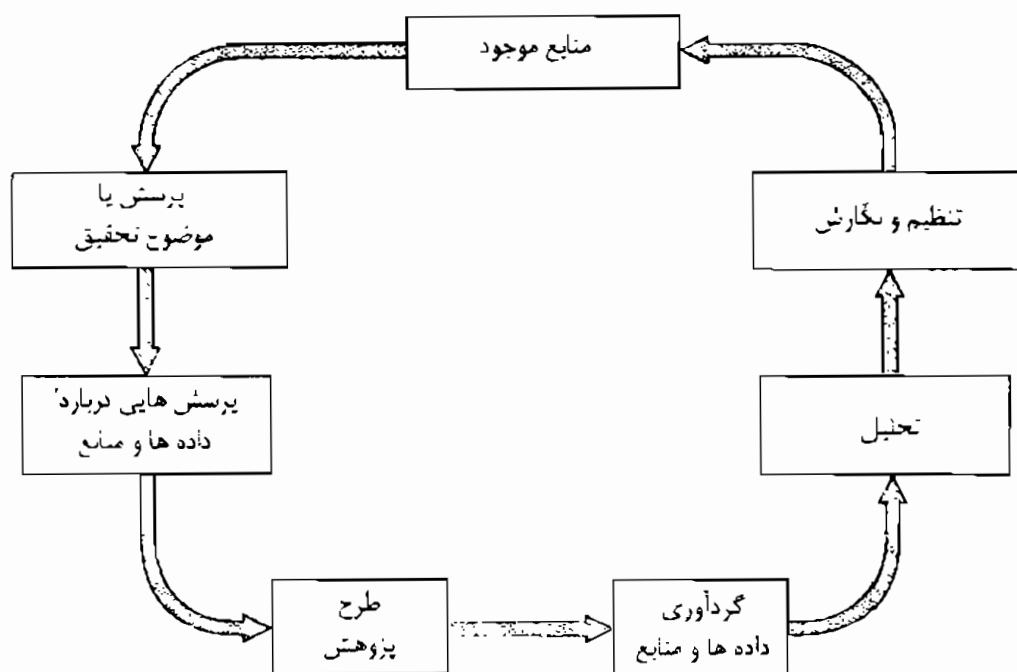 منابع موجود
پرسش یا
موضوع تحقیق
پرسش هایی دربارهٔ
داده ها و منابع
طرح
پژوهش
گردآوری
داده ها و منابع
تحلیل
تنظیم و نگارش